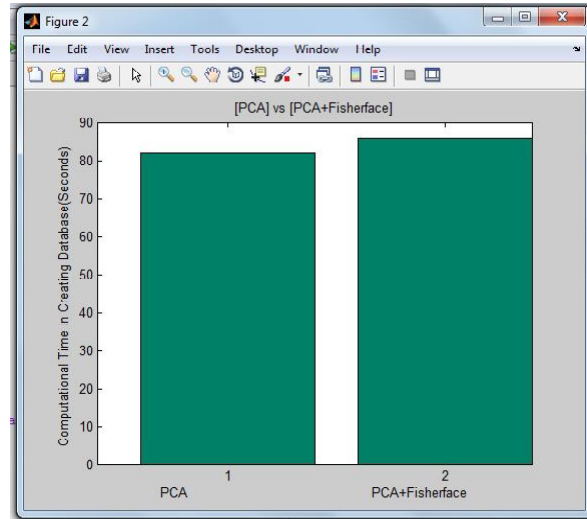 Figure 2
File Edit View Insert Tools Desktop Window Help
[PCA] vs [PCA+Fisherface]
90
80
70
60
50
40
30
20
10
0
Computational Time n Creating Database(Seconds)
1 2
PCA PCA+Fisherface